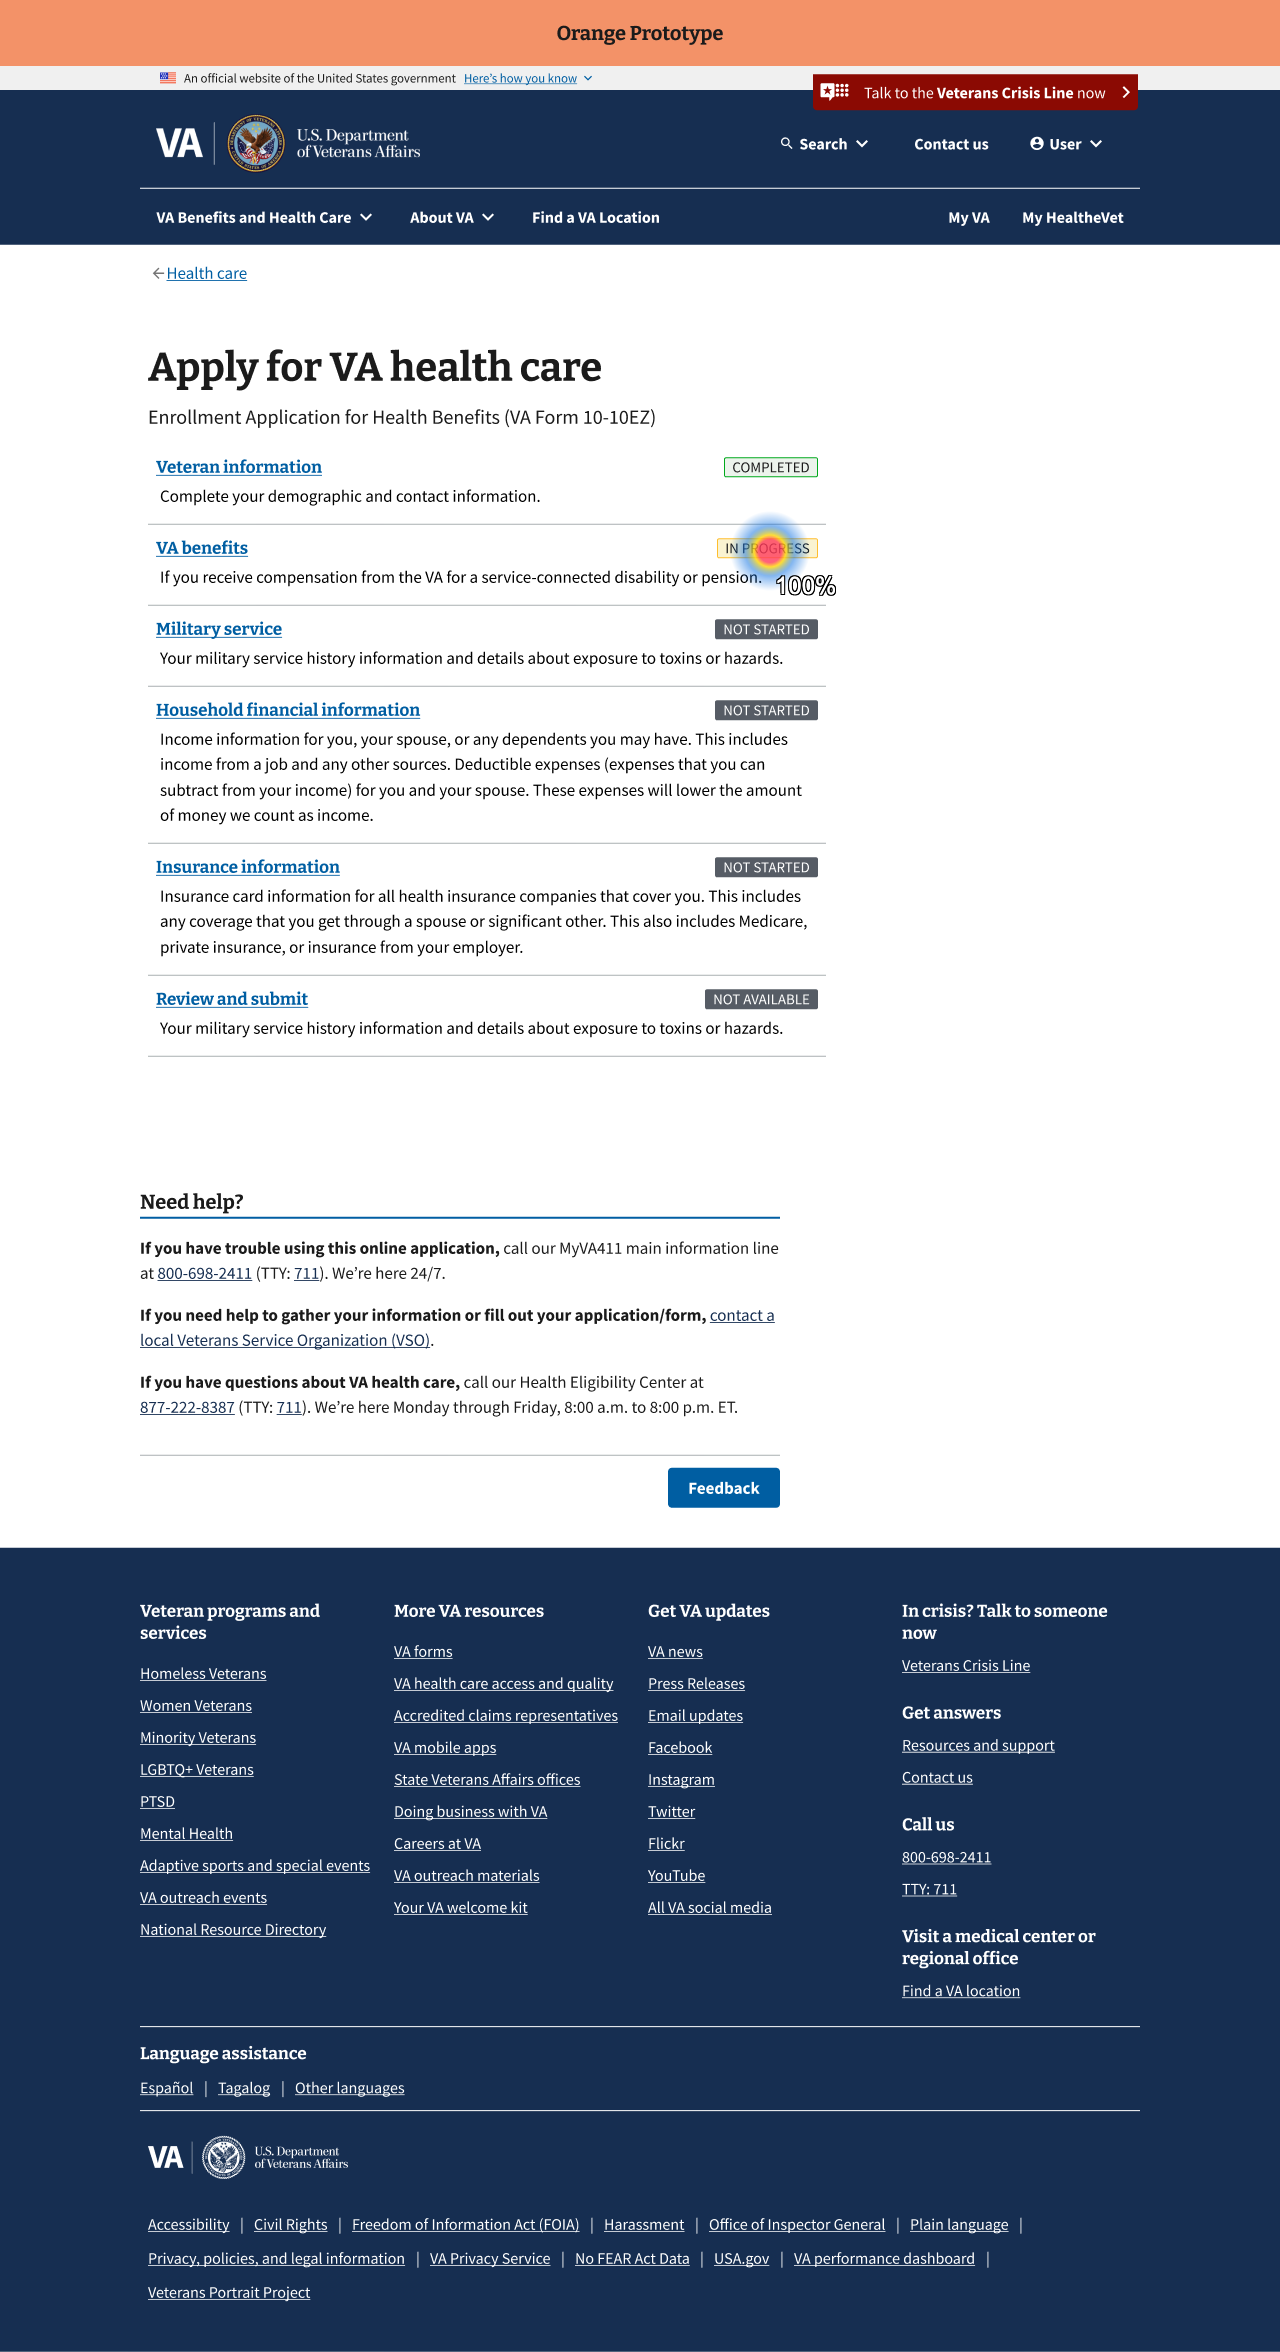 Orange Prototype
An official website of the United States government Here's how you know
Talk to the Veterans Crisis Line now
VA U.S. Department
of Veterans Affairs
Search Contact us User
VA Benefits and Health Care About VA Find a VA Location My VA My HealtheVet
Health care
Apply for VA health care
Enrollment Application for Health Benefits (VA Form 10-10EZ)
Veteran information COMPLETED
Complete your demographic and contact information.
VA benefits IN PROGRESS
If you receive compensation from the VA for a service-connected disability or pension.
100%
Military service NOT STARTED
Your military service history information and details about exposure to toxins or hazards.
Household financial information NOT STARTED
Income information for you, your spouse, or any dependents you may have. This includes
income from a job and any other sources. Deductible expenses (expenses that you can
subtract from your income) for you and your spouse. These expenses will lower the amount
of money we count as income.
Insurance information NOT STARTED
Insurance card information for all health insurance companies that cover you. This includes
any coverage that you get through a spouse or significant other. This also includes Medicare,
private insurance, or insurance from your employer.
Review and submit NOT AVAILABLE
Your military service history information and details about exposure to toxins or hazards.
Need help?
If you have trouble using this online application, call our MyVA411 main information line
at 800-698-2411 (TTY: 711). We're here 24/7.
If you need help to gather your information or fill out your application/form, contact a
local Veterans Service Organization (VSO).
If you have questions about VA health care, call our Health Eligibility Center at
877-222-8387 (TTY: 711). We're here Monday through Friday, 8:00 a.m. to 8:00 p.m. ET.
Feedback
Veteran programs and
services
Homeless Veterans
Women Veterans
Minority Veterans
LGBTQ+ Veterans
PTSD
Mental Health
Adaptive sports and special events
VA outreach events
National Resource Directory
More VA resources
VA forms
VA health care access and quality
Accredited claims representatives
VA mobile apps
State Veterans Affairs offices
Doing business with VA
Careers at VA
VA outreach materials
Your VA welcome kit
Get VA updates
VA news
Press Releases
Email updates
Facebook
Instagram
Twitter
Flickr
YouTube
All VA social media
In crisis? Talk to someone
now
Veterans Crisis Line
Get answers
Resources and support
Contact us
Call us
800-698-2411
TTY: 711
Visit a medical center or
regional office
Find a VA location
Language assistance
Español | Tagalog | Other languages
VA U.S. Department
of Veterans Affairs
Accessibility | Civil Rights | Freedom of Information Act (FOIA) | Harassment | Office of Inspector General | Plain language |
Privacy, policies, and legal information | VA Privacy Service | No FEAR Act Data | USA.gov | VA performance dashboard |
Veterans Portrait Project